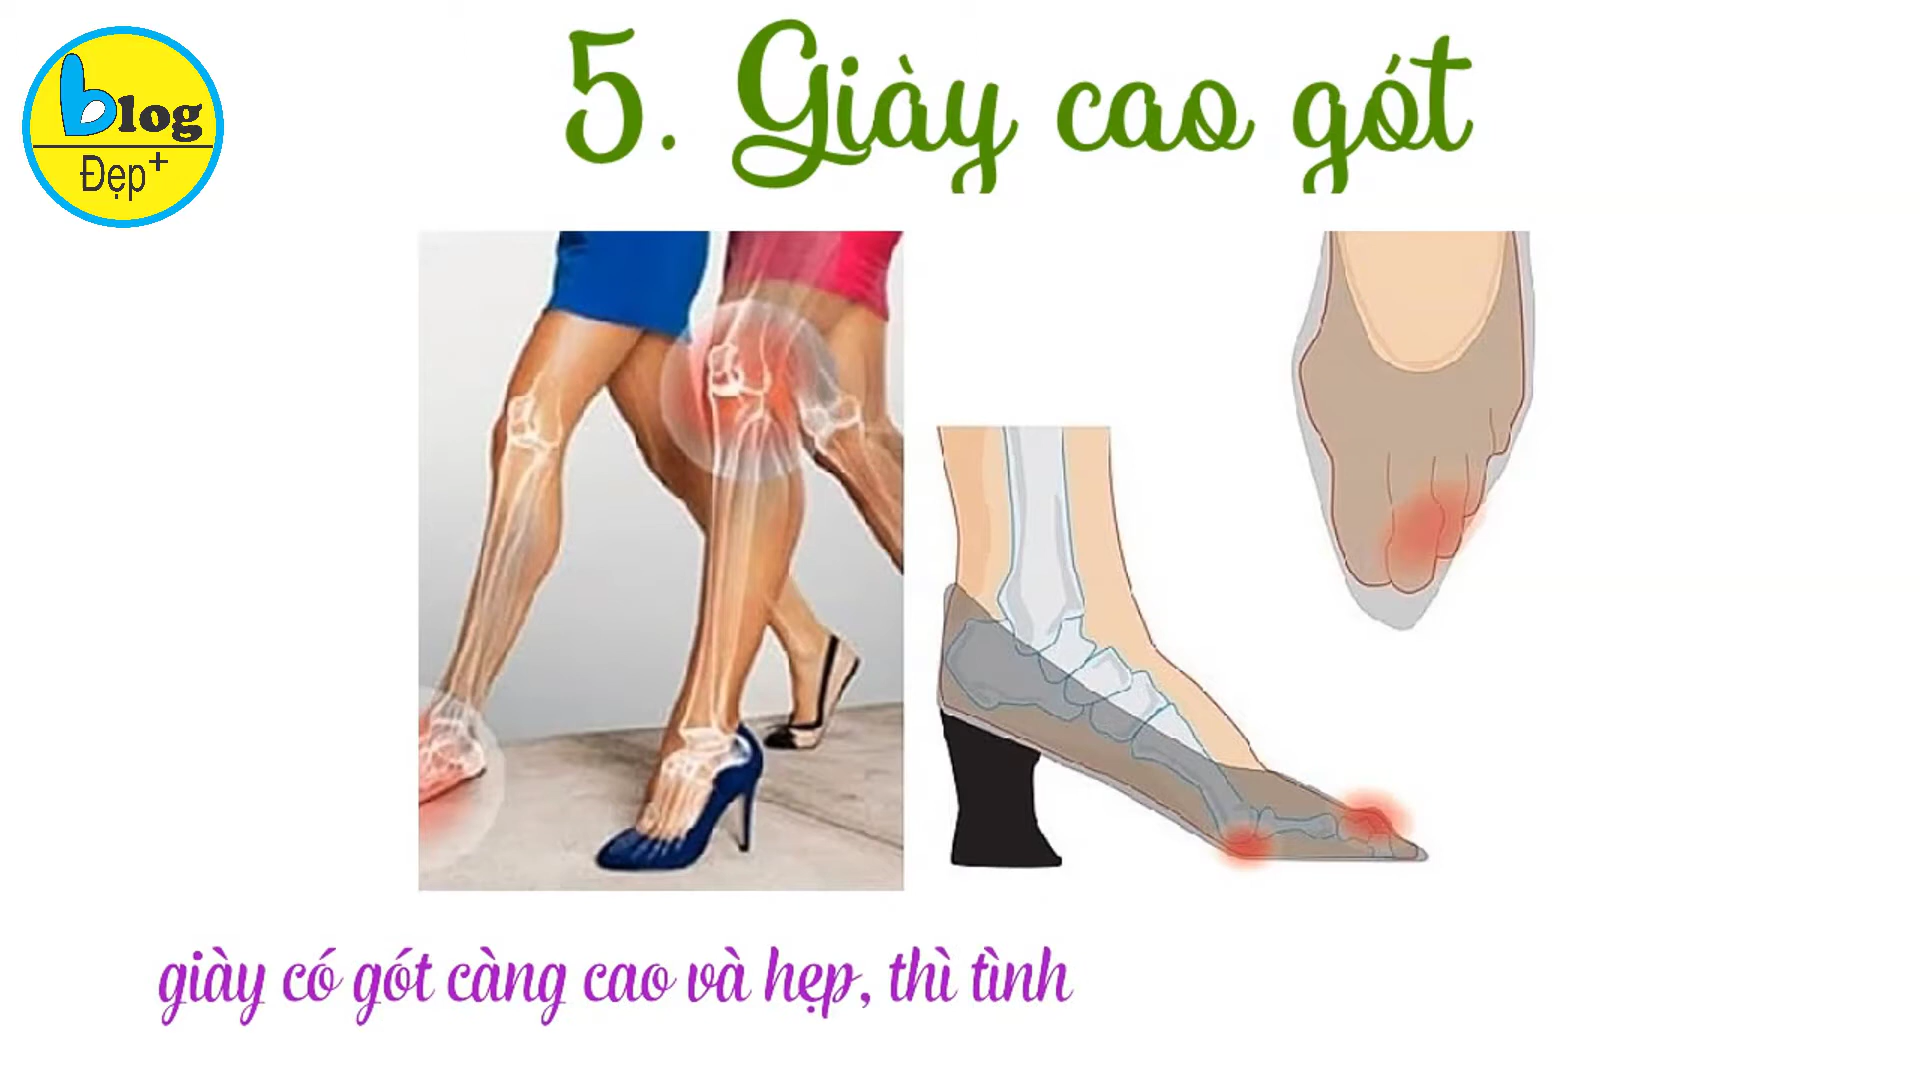 blog
Đẹp+
5. Giày cao gót
giày có gót càng cao và hẹp, thì tình